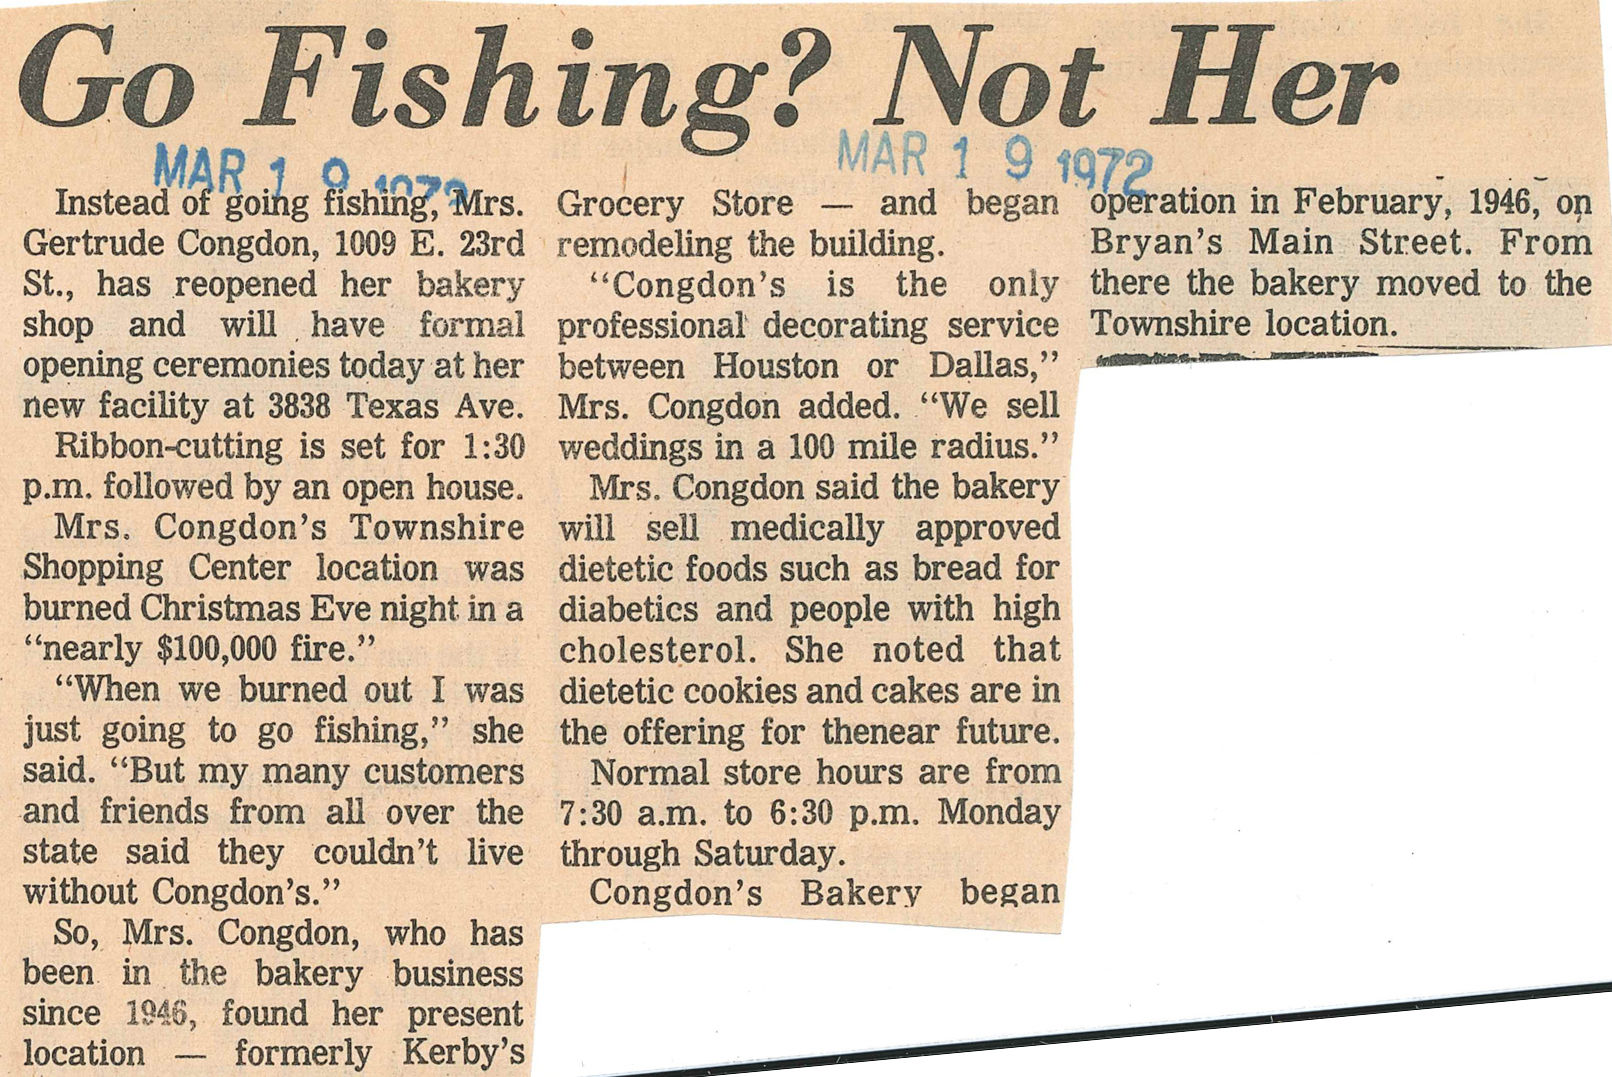 Go Fishing? Not Her
MAR 19 1972
MAR 19 1972
Instead of going fishing, Mrs.
Gertrude Congdon, 1009 E. 23rd
St., has reopened her bakery
shop and will have formal
opening ceremonies today at her
new facility at 3838 Texas Ave.
Ribbon-cutting is set for 1:30
p.m. followed by an open house.
Mrs. Congdon's Townshire
Shopping Center location was
burned Christmas Eve night in a
“nearly $100,000 fire.”
“When we burned out I was
just going to go fishing,” she
said. “But my many customers
and friends from all over the
state said they couldn't live
without Congdon's.”
So, Mrs. Congdon, who has
been in the bakery business
since 1946, found her present
location — formerly Kerby's
Grocery Store — and began
remodeling the building.
“Congdon's is the only
professional decorating service
between Houston or Dallas,”
Mrs. Congdon added. “We sell
weddings in a 100 mile radius.”
Mrs. Congdon said the bakery
will sell medically approved
dietetic foods such as bread for
diabetics and people with high
cholesterol. She noted that
dietetic cookies and cakes are in
the offering for thenear future.
Normal store hours are from
7:30 a.m. to 6:30 p.m. Monday
through Saturday.
Congdon's Bakery began
operation in February, 1946, on
Bryan's Main Street. From
there the bakery moved to the
Townshire location.